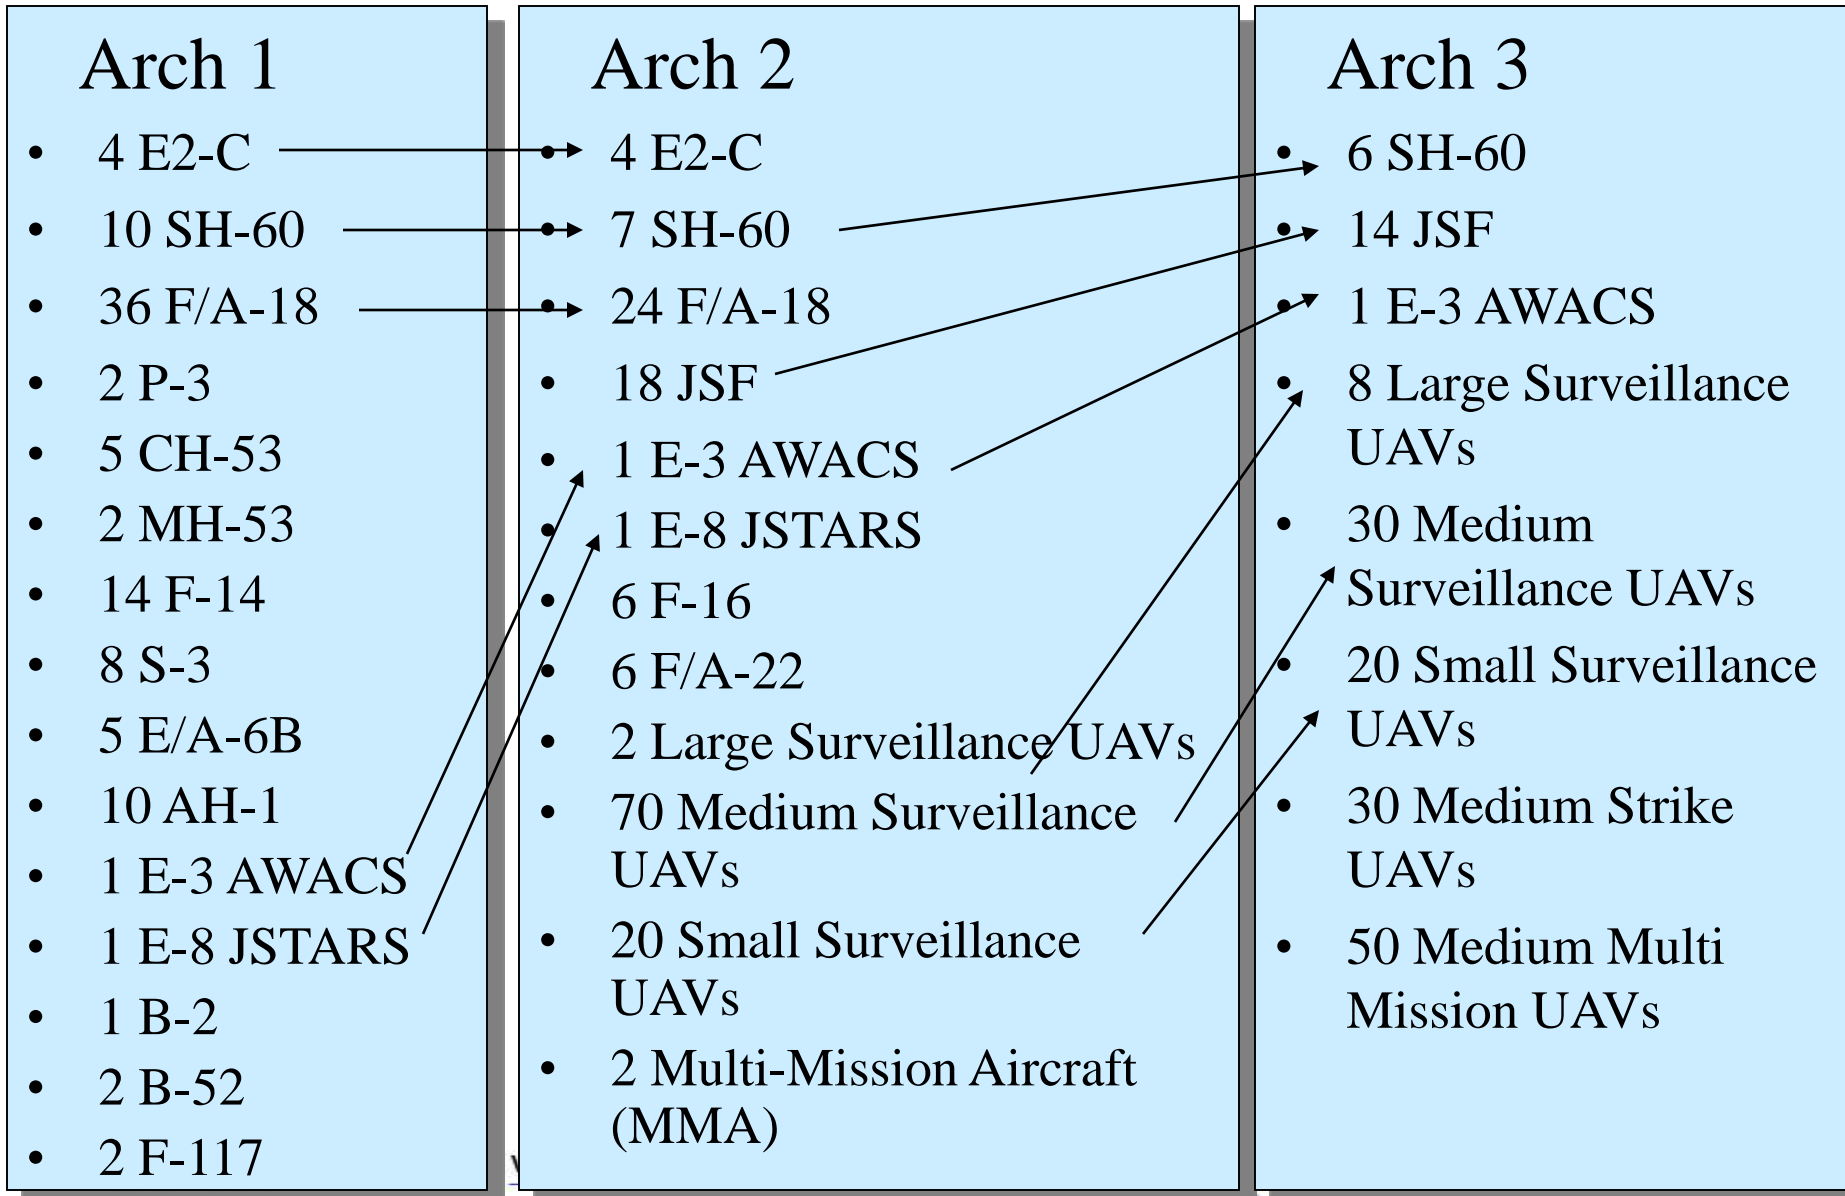 Arch 1
• 4 E2-C
• 10 SH-60
• 36 F/A-18
• 2 P-3
• 5 CH-53
• 2 MH-53
• 14 F-14
• 8 S-3
• 5 E/A-6B
• 10 AH-1
• 1 E-3 AWACS
• 1 E-8 JSTARS
• 1 B-2
• 2 B-52
• 2 F-117
Arch 2
• 4 E2-C
• 7 SH-60
• 24 F/A-18
• 18 JSF
• 1 E-3 AWACS
• 1 E-8 JSTARS
• 6 F-16
• 6 F/A-22
• 2 Large Surveillance UAVs
• 70 Medium Surveillance
UAVs
• 20 Small Surveillance
UAVs
• 2 Multi-Mission Aircraft
(MMA)
Arch 3
• 6 SH-60
• 14 JSF
• 1 E-3 AWACS
• 8 Large Surveillance
UAVs
• 30 Medium
Surveillance UAVs
• 20 Small Surveillance
UAVs
• 30 Medium Strike
UAVs
• 50 Medium Multi
Mission UAVs